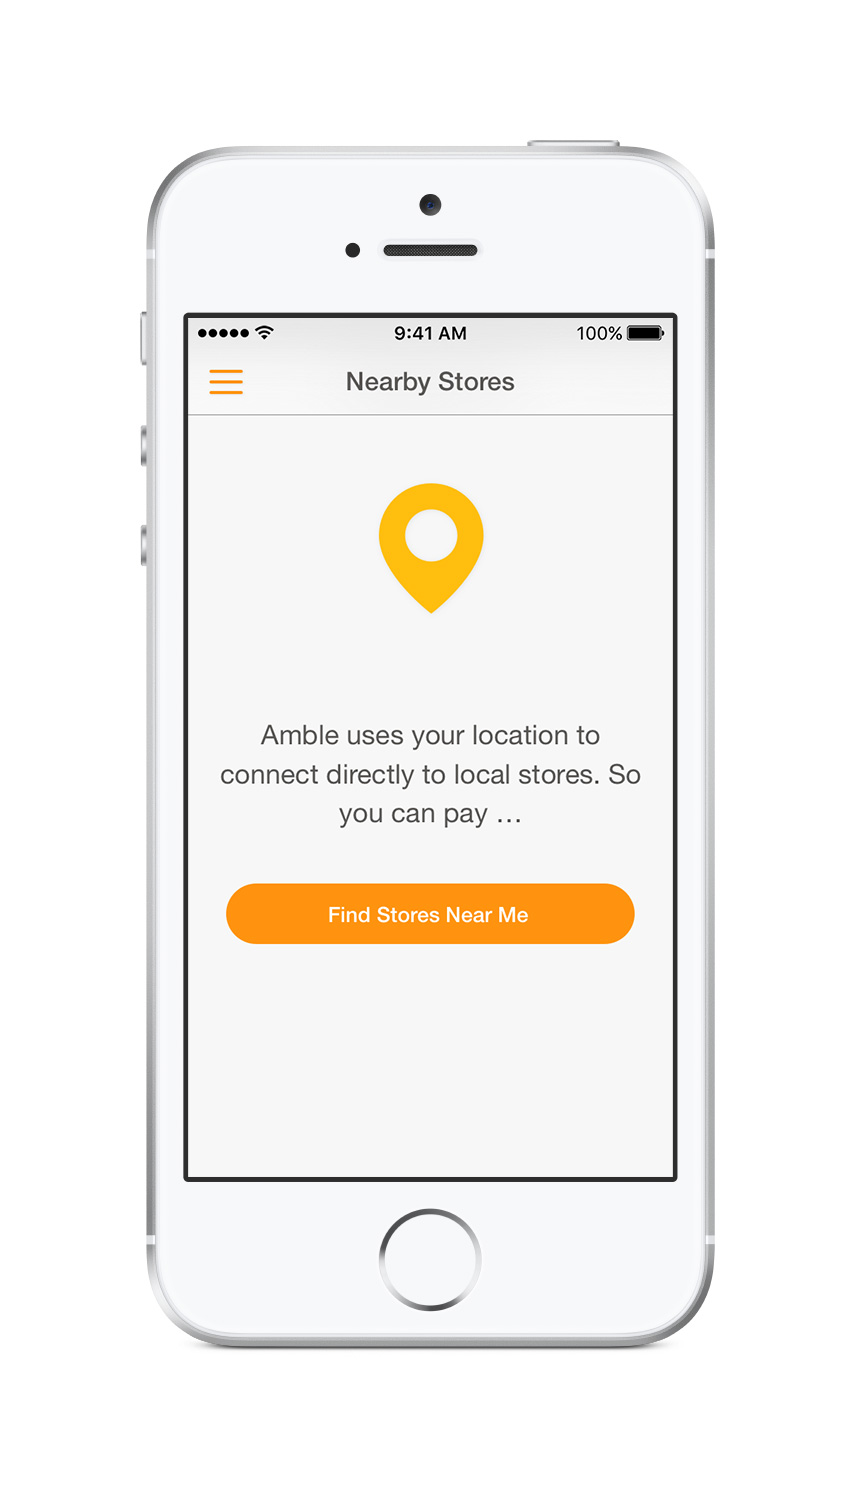 9:41 AM 100%
Nearby Stores
Amble uses your location to
connect directly to local stores. So
you can pay …
Find Stores Near Me